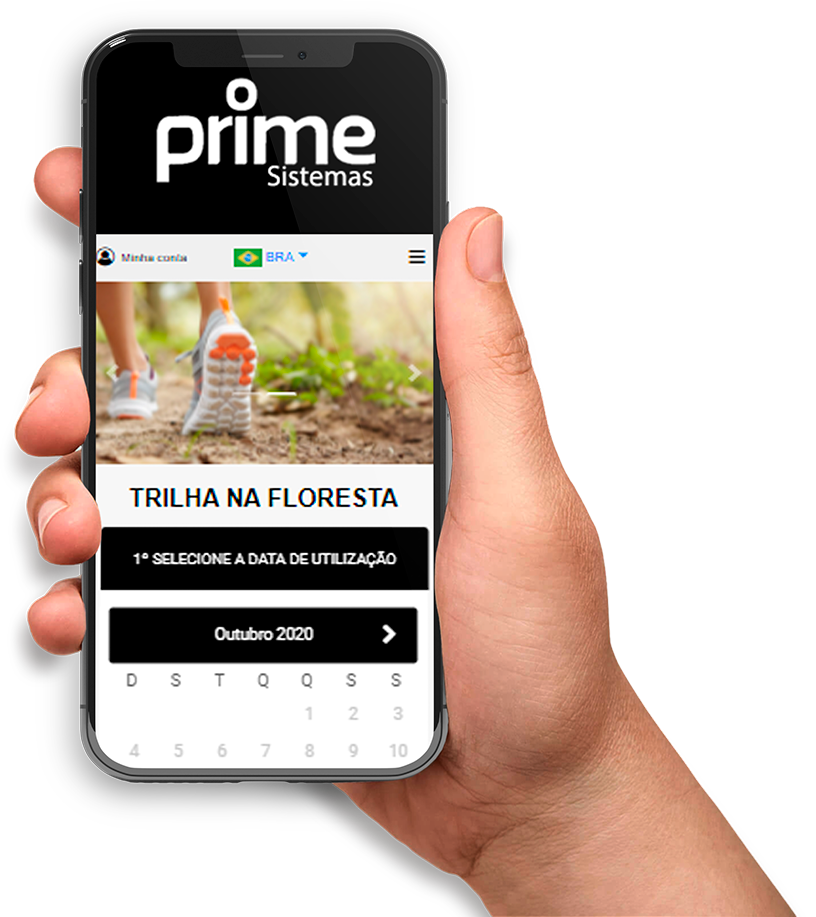 prime
Sistemas
Minha conta BRA
TRILHA NA FLORESTA
1º SELECIONE A DATA DE UTILIZAÇÃO
Outubro 2020
D S T Q Q S S
1 2 3
4 5 6 7 8 9 10